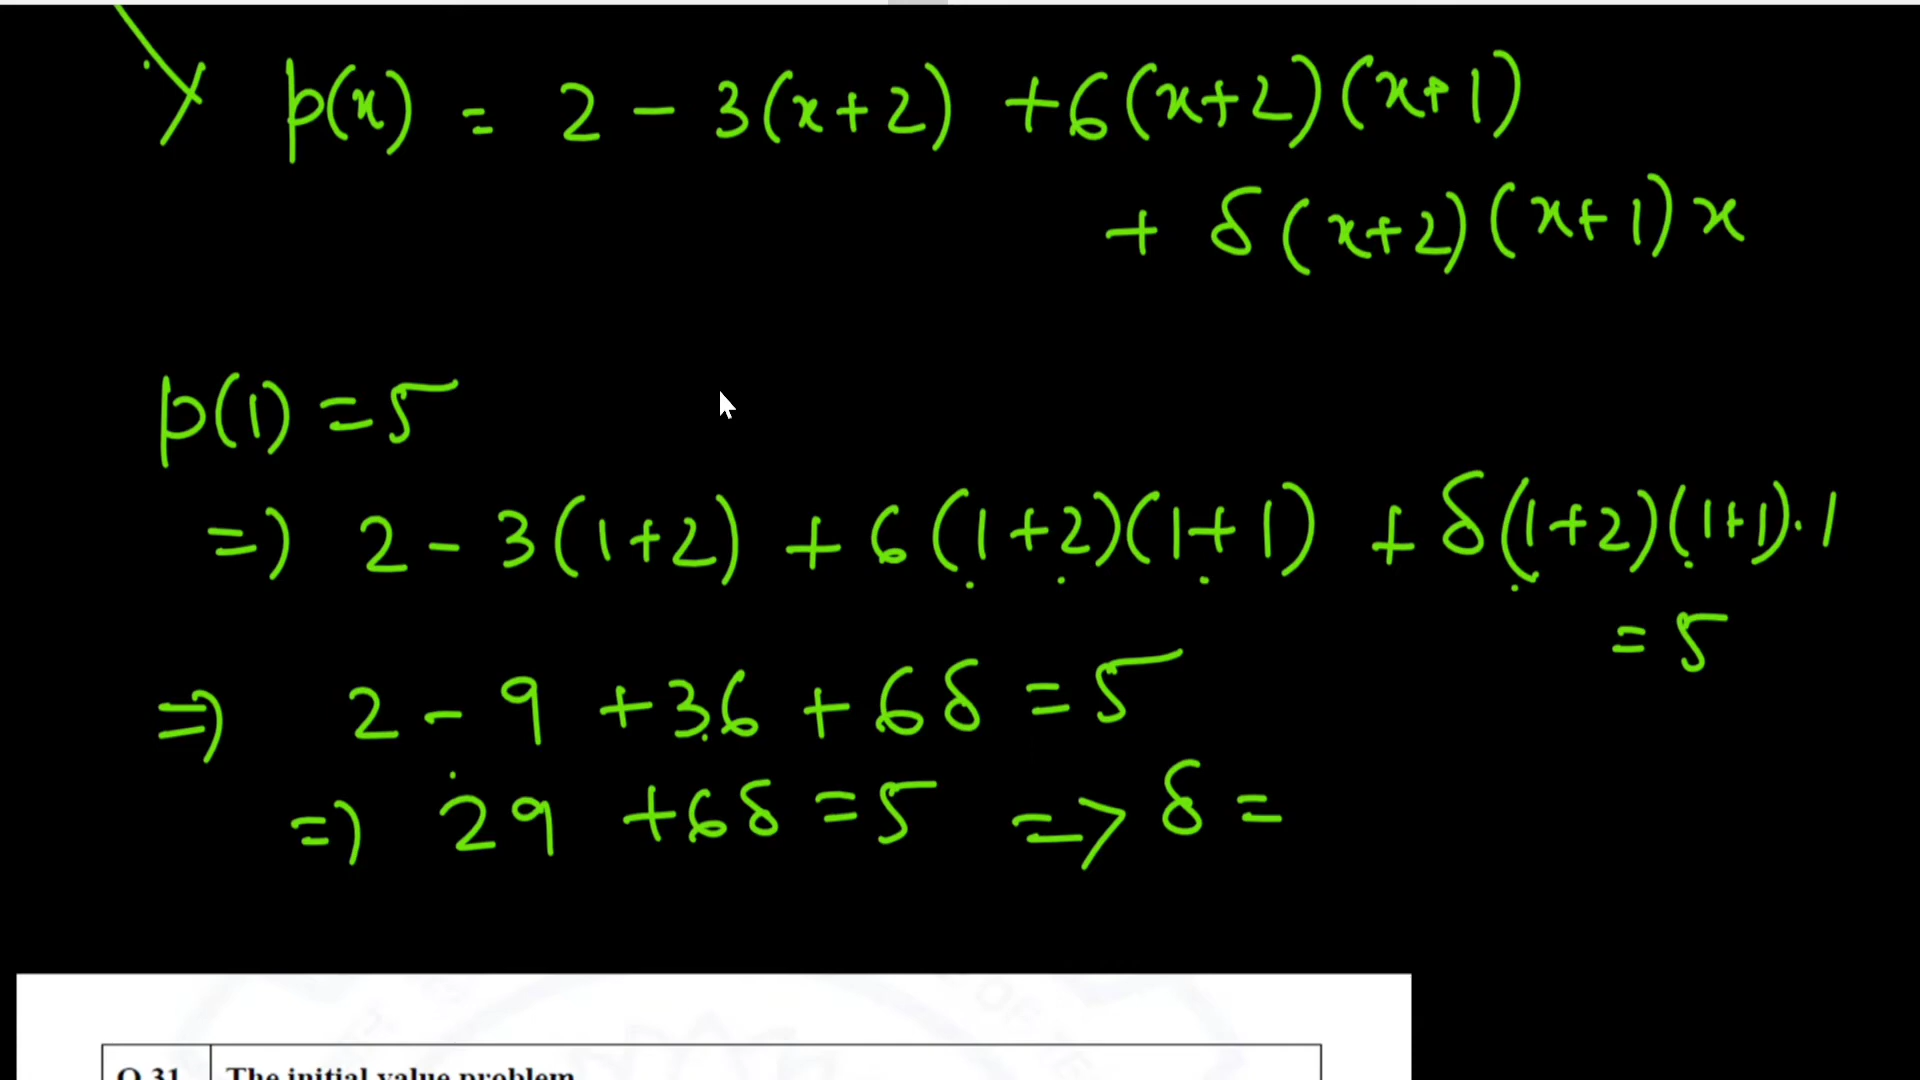 p(x) = 2 - 3(x+2) +6(x+2)(x+1)
+ δ(x+2)(x+1)x
p(1) = 5
=) 2 - 3(1+2) + 6(1+2)(1+1) + δ(1+2)(1+1).1
= 5
=) 2 - 9 + 36 + 6δ = 5
=) 29 + 6δ = 5 => δ =
Q.31 The initial value problem